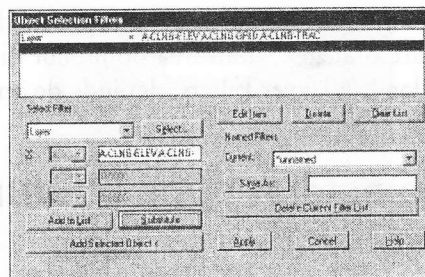 Object Selection Filters
Layer = A-CLNG-ELEV,A-CLNG-GRID,A-CLNG-TRAC
Select Filter
Layer
Select...
X:
A-CLNG-ELEV,A-CLNG-
Add to List
Substitute
Add Selected Object <
Edit Item
Delete
Clear List
Named Filters
Current:
*unnamed
Save As:
Delete Current Filter List
Apply
Cancel
Help